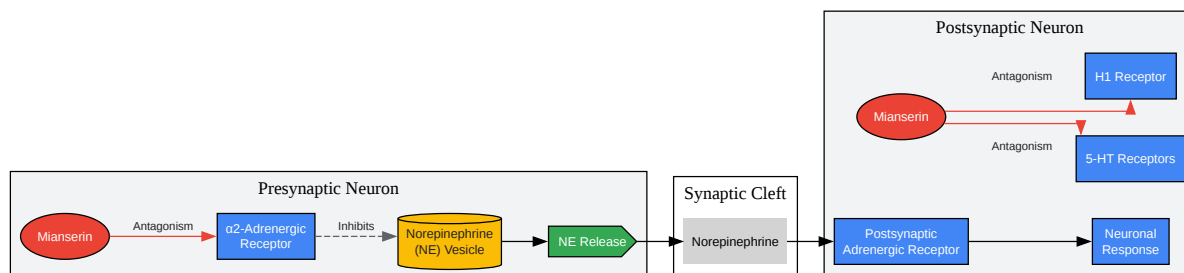 Postsynaptic Neuron
Antagonism
H1 Receptor
Mianserin
Antagonism
5-HT Receptors
Presynaptic Neuron
Synaptic Cleft
Mianserin
Antagonism
α2-Adrenergic
Receptor
Inhibits
Norepinephrine
(NE) Vesicle
NE Release
Norepinephrine
Postsynaptic
Adrenergic Receptor
Neuronal
Response